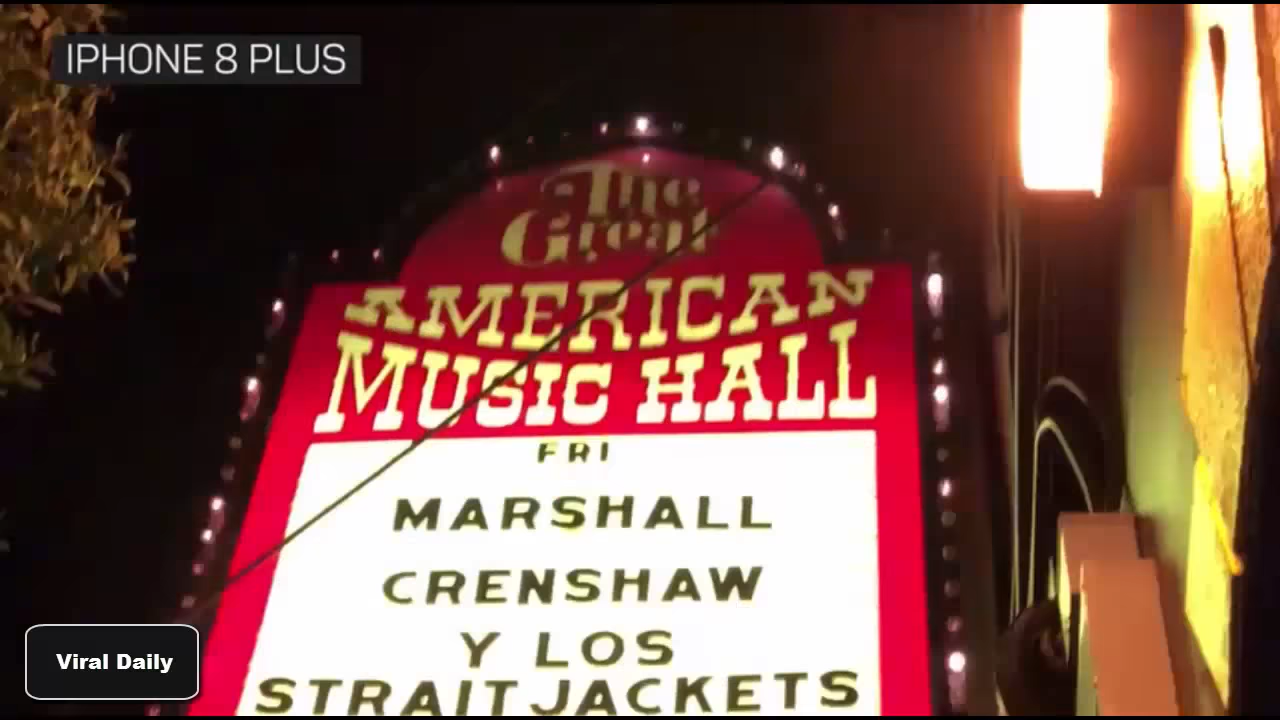 IPHONE 8 PLUS
The
Great
AMERICAN
MUSIC HALL
FRI
MARSHALL
CRENSHAW
Y LOS
STRAITJACKETS
Viral Daily